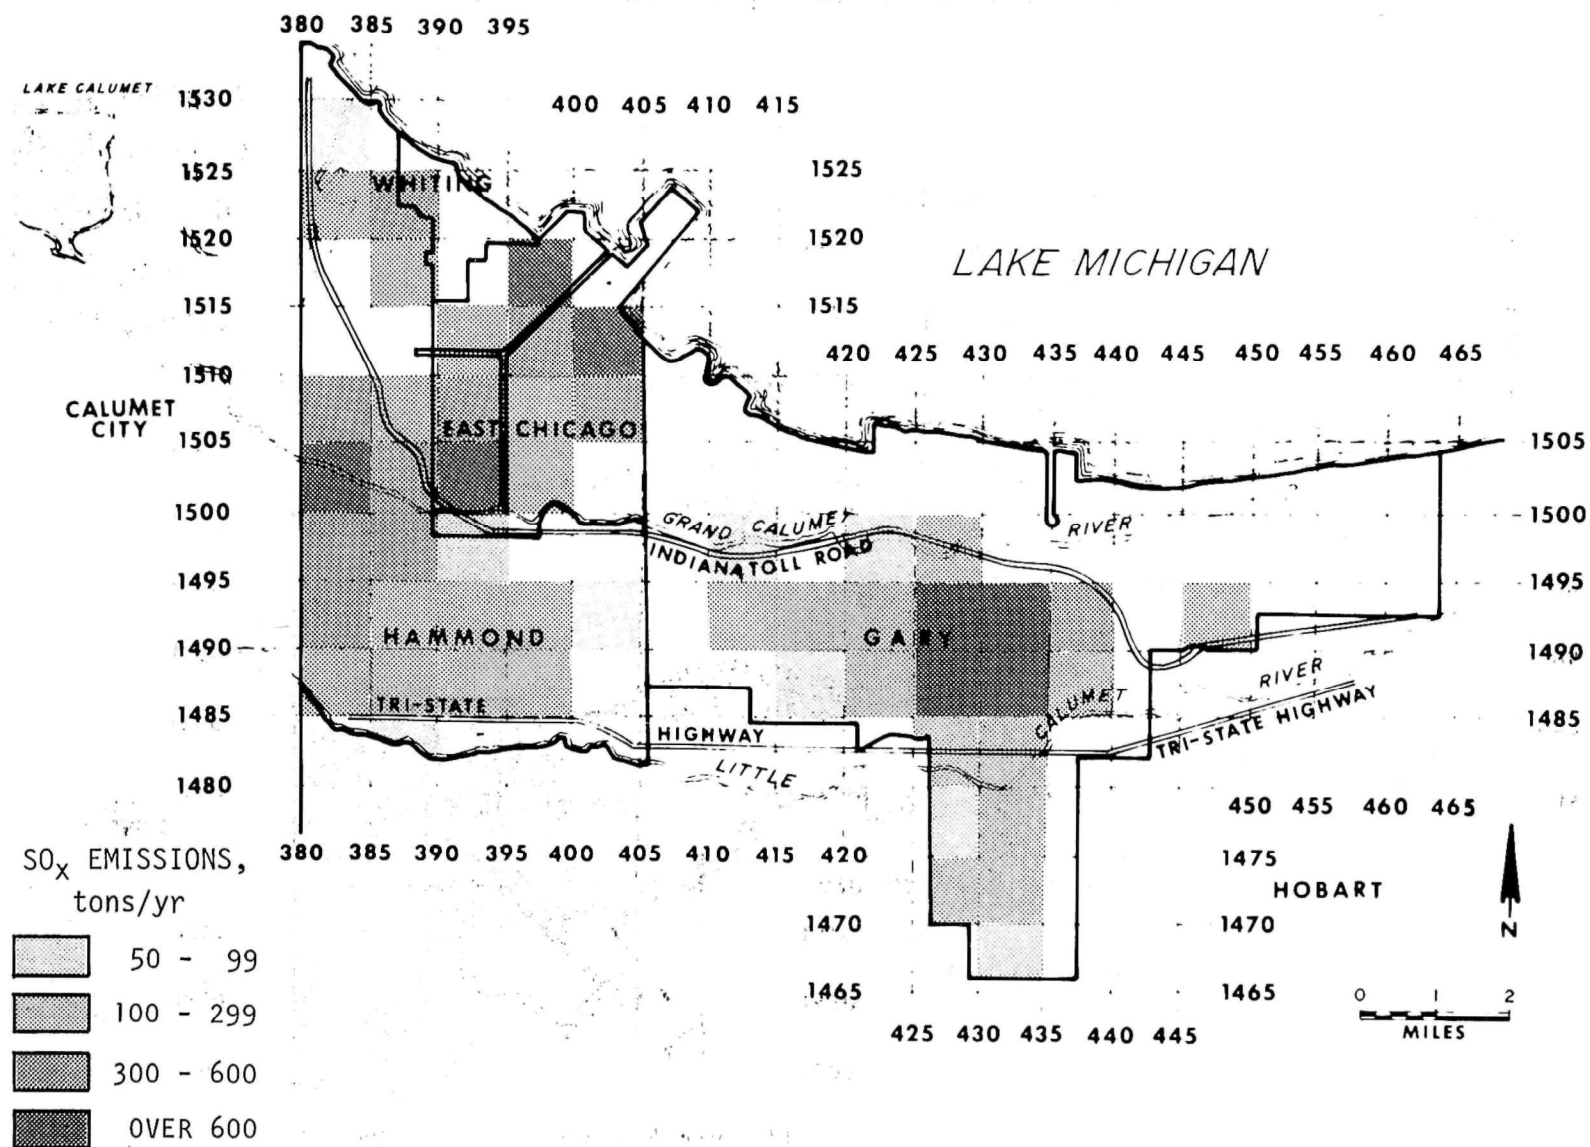 380 385 390 395
LAKE CALUMET
1530
400 405 410 415
1525
1525
WHITING
1520
1520
LAKE MICHIGAN
1515
1515
420 425 430 435 440 445 450 455 460 465
1510
CALUMET
CITY
EAST CHICAGO
1505
1505
1500
GRAND CALUMET
RIVER
1500
INDIANA TOLL ROAD
1495
1495
HAMMOND
GARY
1490
1490
RIVER
CALUMET
TRI-STATE
1485
HIGHWAY
TRI-STATE HIGHWAY
1485
LITTLE
1480
450 455 460 465
380 385 390 395 400 405 410 415 420
1475
HOBART
SOx EMISSIONS,
tons/yr
1470
1470
N
50 - 99
1465
1465
0 1 2
MILES
100 - 299
425 430 435 440 445
300 - 600
OVER 600